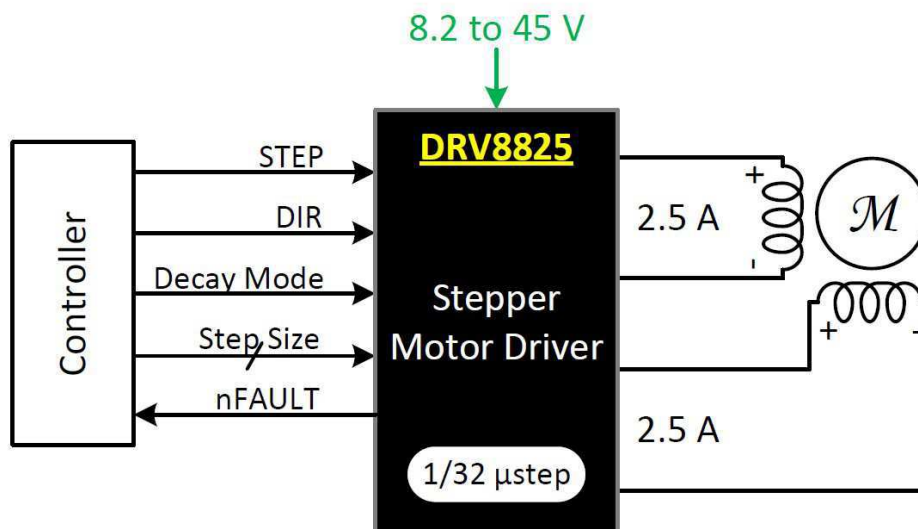 8.2 to 45 V
Controller
STEP
DIR
Decay Mode
Step Size
nFAULT
DRV8825
Stepper
Motor Driver
1/32 µstep
2.5 A
+
-
M
+
-
2.5 A